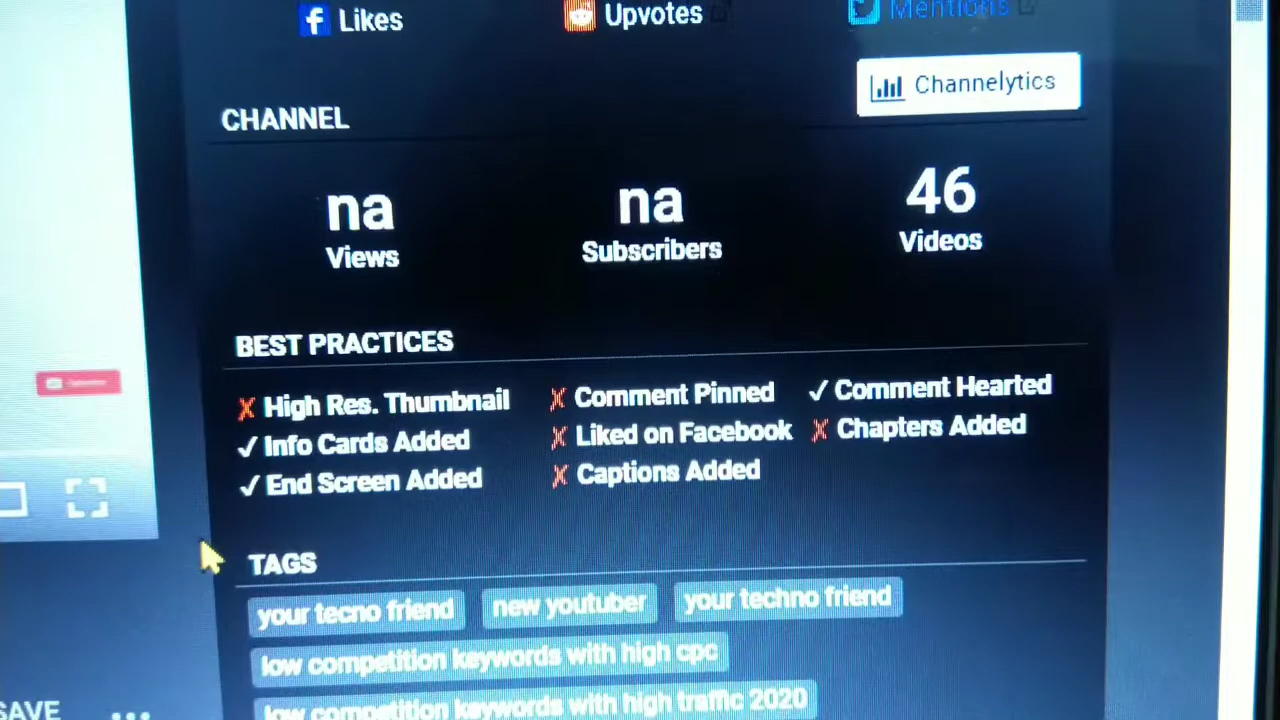 Likes
Upvotes
Mentions
Channelytics
CHANNEL
na
Views
na
Subscribers
46
Videos
BEST PRACTICES
X High Res. Thumbnail
✓ Info Cards Added
✓ End Screen Added
X Comment Pinned
X Liked on Facebook
X Captions Added
✓ Comment Hearted
X Chapters Added
TAGS
your tecno friend
new youtuber
your techno friend
low competition keywords with high cpc
low competition keywords with high traffic 2020
SAVE